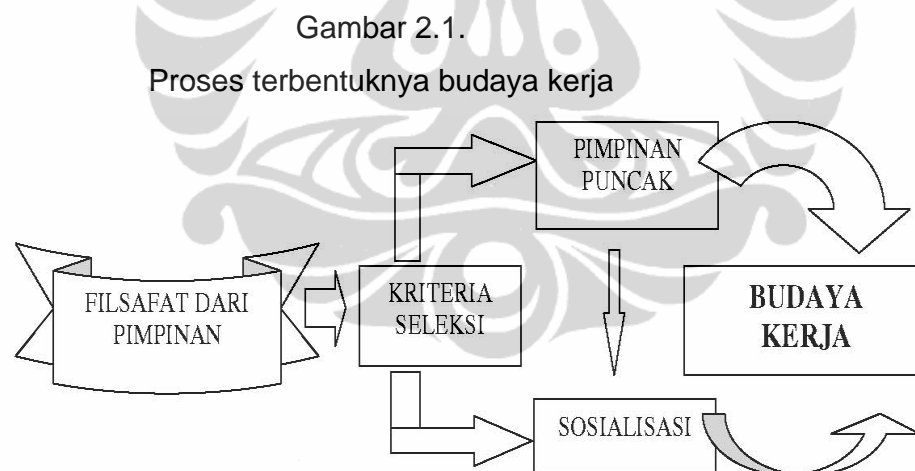 Gambar 2.1.
Proses terbentuknya budaya kerja
PIMPINAN
PUNCAK
FILSAFAT DARI
PIMPINAN
KRITERIA
SELEKSI
BUDAYA
KERJA
SOSIALISASI